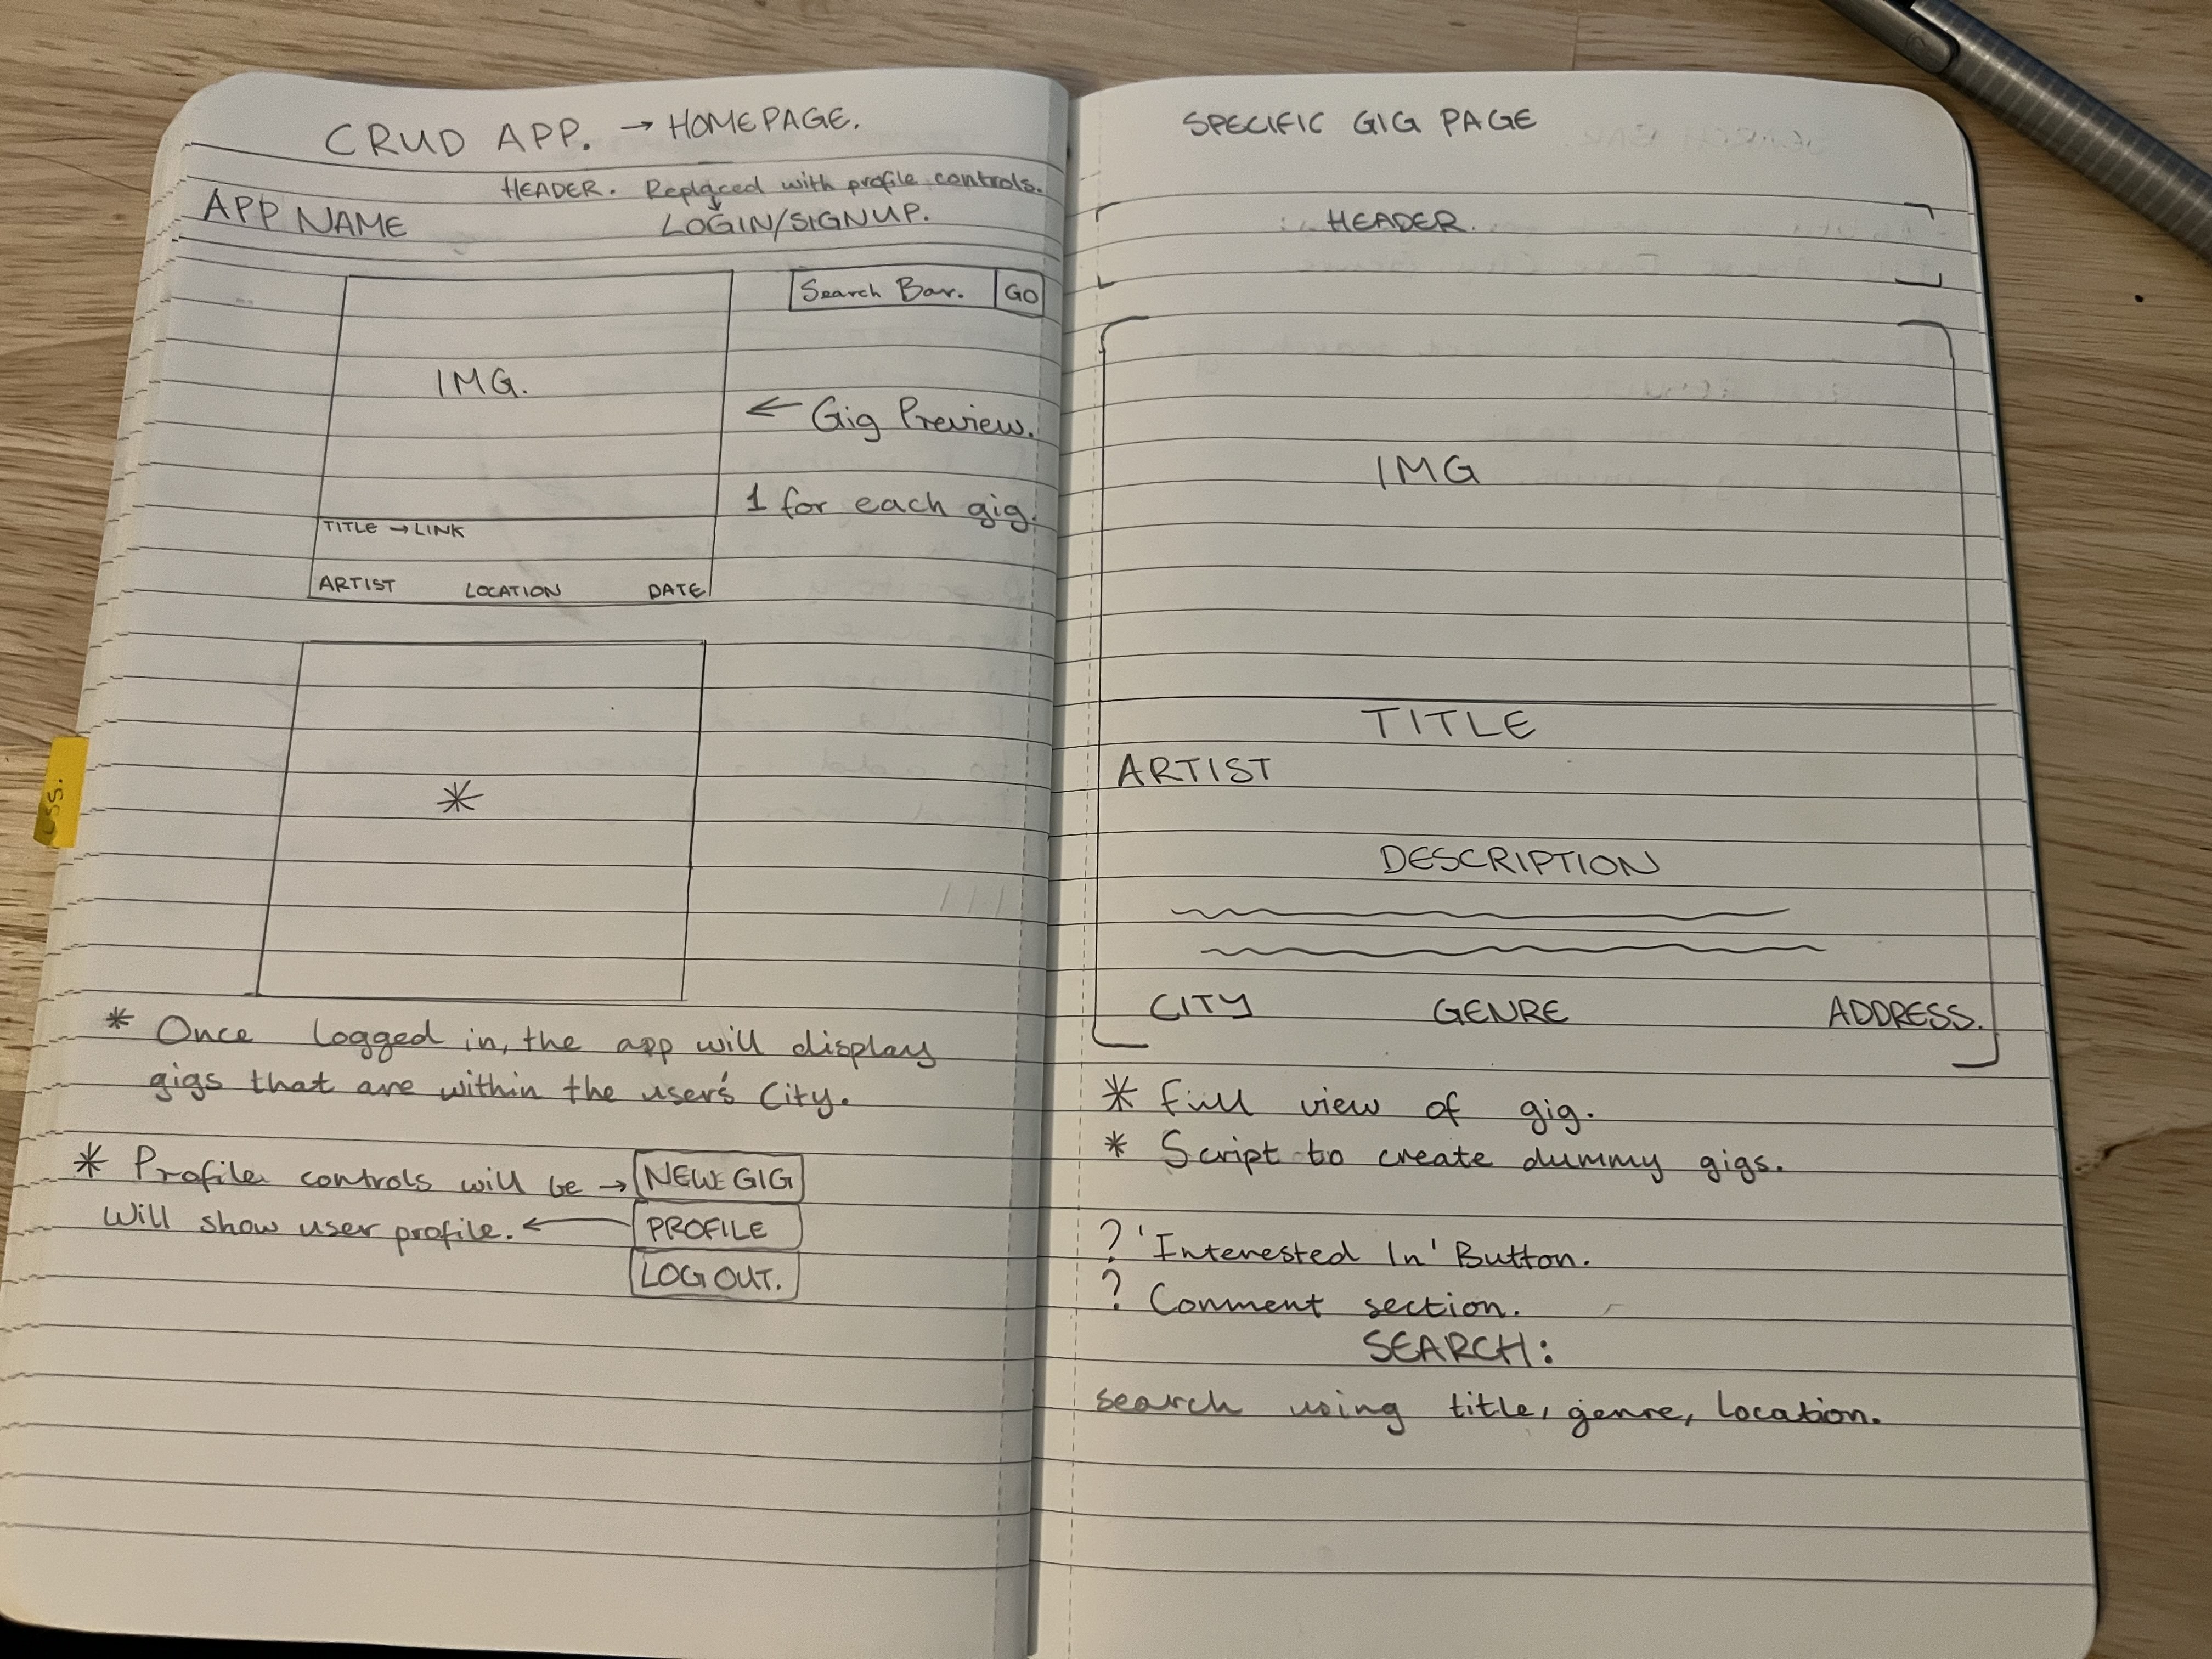 CRUD APP. → HOMEPAGE.
HEADER. Replaced with profile controls.
APP NAME LOGIN/SIGNUP.
Search Bar. GO
IMG.
← Gig Preview.
1 for each gig.
TITLE → LINK
ARTIST LOCATION DATE
*
* Once logged in, the app will display
gigs that are within the user's City.
* Profile controls will be → NEW GIG
will show user profile. ← PROFILE
LOG OUT.
css.
SPECIFIC GIG PAGE
HEADER.
IMG
TITLE
ARTIST
DESCRIPTION
CITY GENRE ADDRESS.
* Full view of gig.
* Script to create dummy gigs.
? 'Interested In' Button.
? Comment section.
SEARCH:
search using title, genre, location.